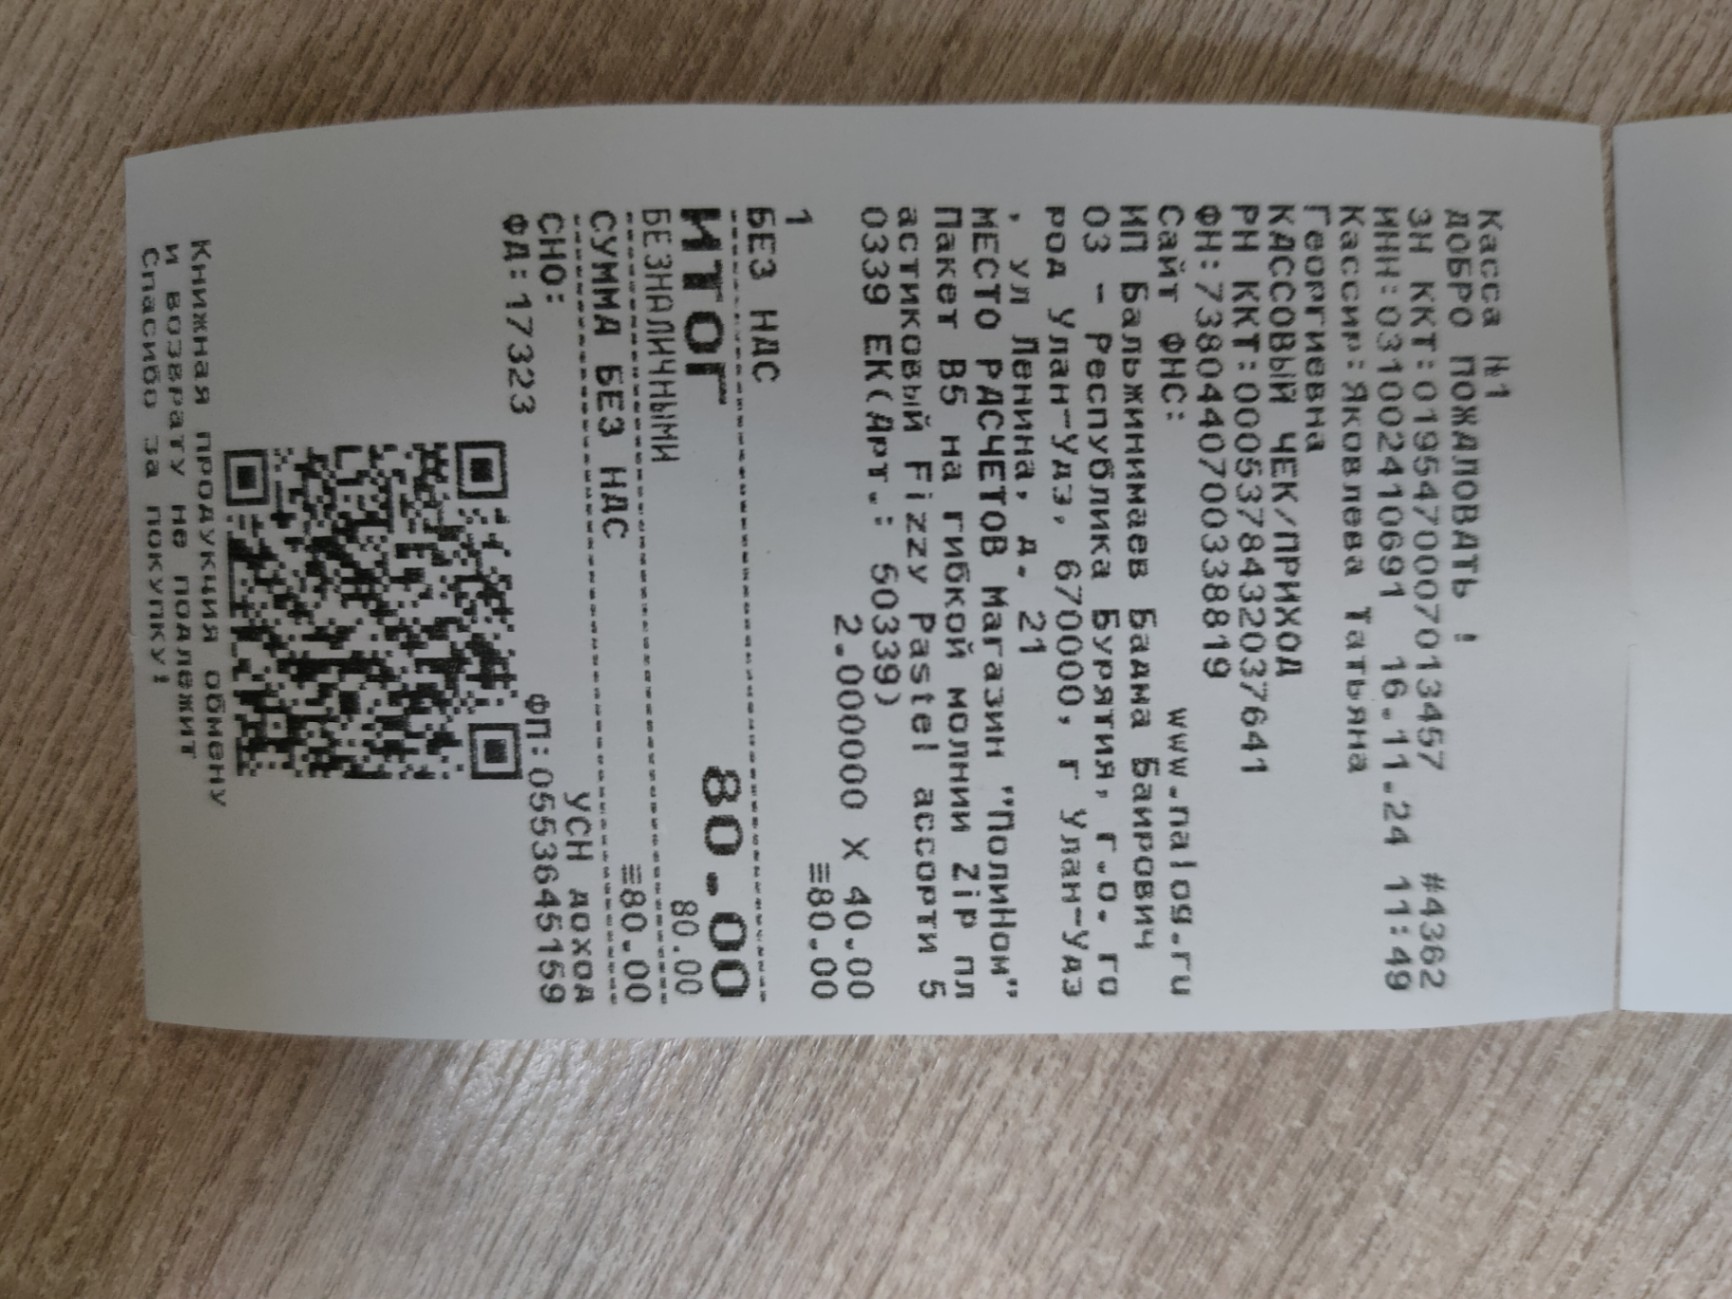 Касса №1
ДОБРО ПОЖАЛОВАТЬ !
ЗН ККТ:0195470007013457 #4362
ИНН:031002410691 16.11.24 11:49
Кассир:Яковлева Татьяна
Георгиевна
КАССОВЫЙ ЧЕК/ПРИХОД
РН ККТ:0005378432037641
ФН:7380440700338819
Сайт ФНС: www.nalog.ru
ИП Бальжинимаев Бадма Баирович
03 - Республика Бурятия, г.о. го
род Улан-Удэ, 670000, г Улан-Удэ
, ул Ленина, д. 21
МЕСТО РАСЧЕТОВ Магазин "ПолиНом"
Пакет B5 на гибкой молнии Zip пл
астиковый Fizzy Pastel ассорти 5
0339 ЕК(Арт.: 50339)
2.000000 X 40.00
1 ≡80.00
БЕЗ НДС
ИТОГ 80.00
БЕЗНАЛИЧНЫМИ 80.00
СУММА БЕЗ НДС ≡80.00
СНО: УСН доход
ФД:17323 ФП:0553645159
Книжная продукция обмену
и возврату не подлежит
Спасибо за покупку!